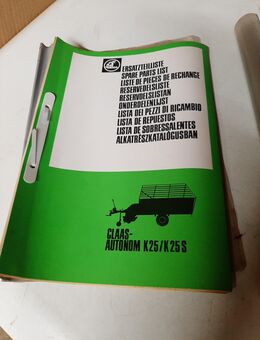 ERSATZTEILLISTE
SPARE PARTS LIST
LISTE DE PIECES DE RECHANGE
RESERVEDELSLISTE
RESERVDELSLISTAN
ONDERDELENLIJST
LISTA DEI PEZZI DI RICAMBIO
LISTA DE REPUESTOS
LISTA DE SOBRESSALENTES
ALKATRÉSZKATALÓGUSBAN
CLAAS-
AUTONOM K25/K25S